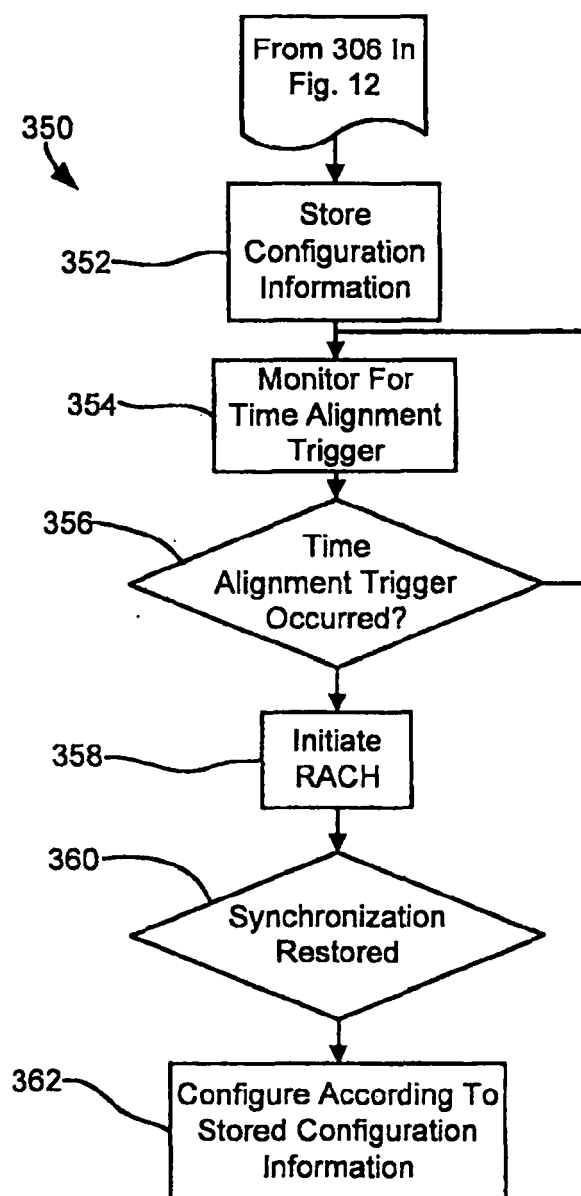 From 306 In
Fig. 12
350
Store
Configuration
Information
352
Monitor For
Time Alignment
Trigger
354
356
Time
Alignment Trigger
Occurred?
358
Initiate
RACH
360
Synchronization
Restored
362
Configure According To
Stored Configuration
Information